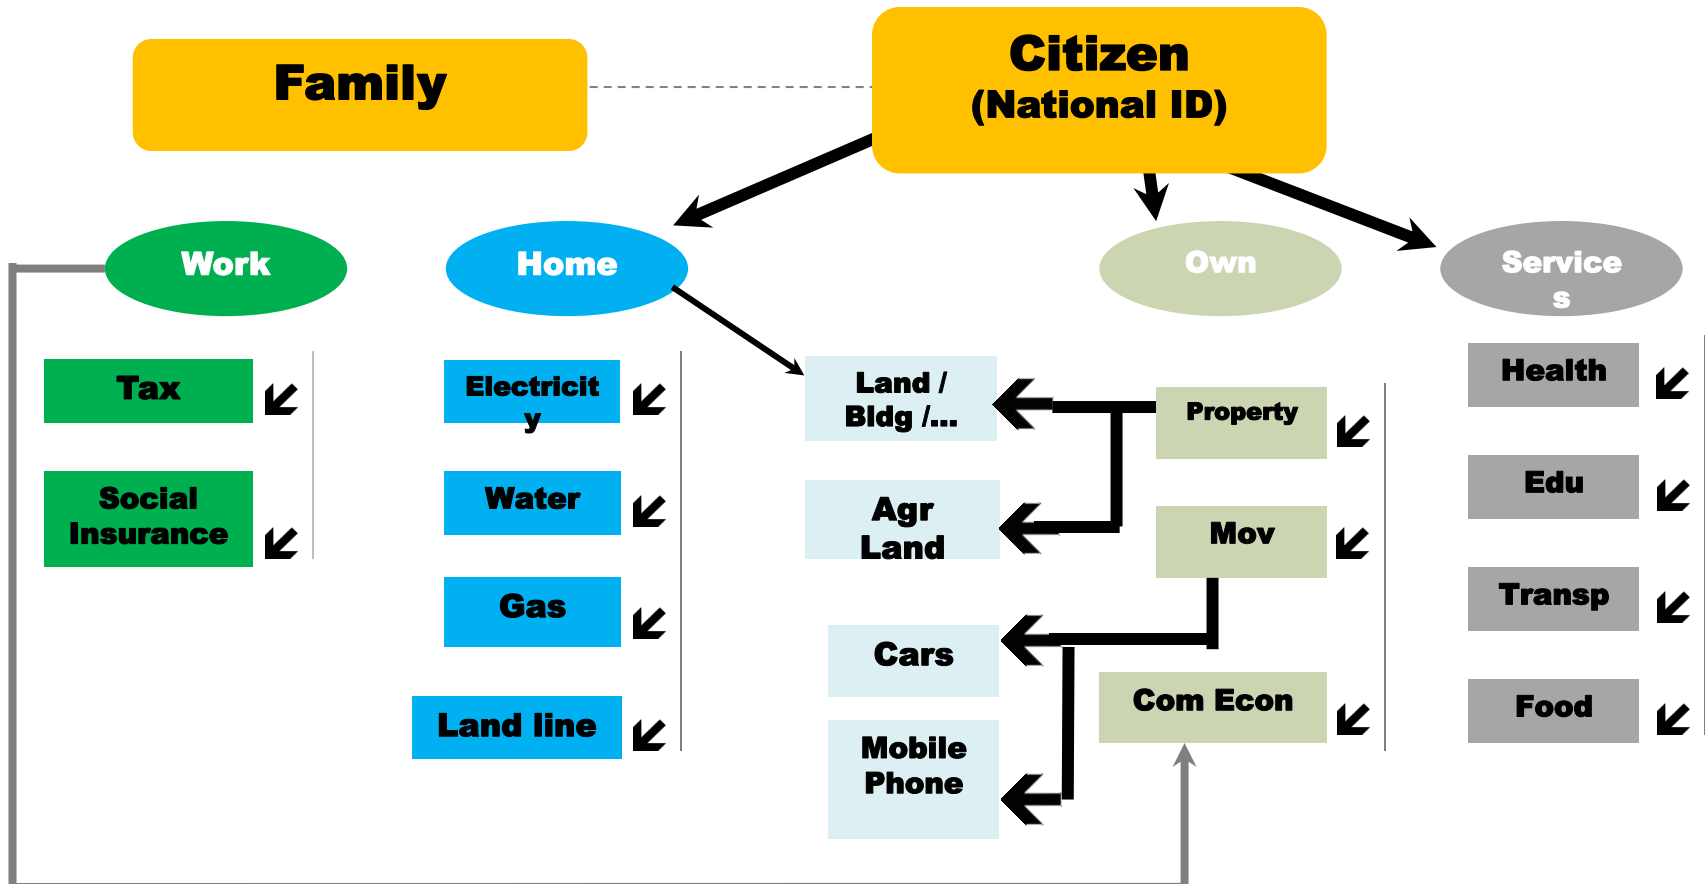 Family
Citizen
(National ID)
Work
Home
Own
Service
s
Tax
Social
Insurance
Electricit
y
Water
Gas
Land line
Land /
Bldg /...
Agr
Land
Cars
Mobile
Phone
Property
Mov
Com Econ
Health
Edu
Transp
Food